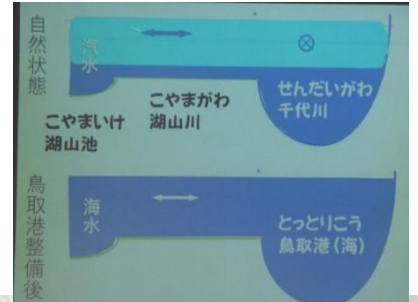 自然状態
汽水
せんだいがわ
千代川
こやまがわ
湖山川
こやまいけ
湖山池
鳥取港整備後
海水
とっとりこう
鳥取港(海)